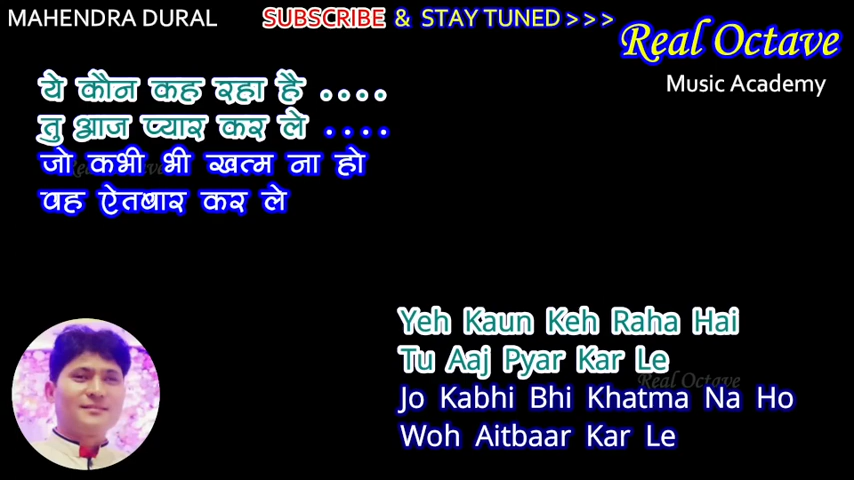 MAHENDRA DURAL
SUBSCRIBE & STAY TUNED >>>
Real Octave
Music Academy
ये कौन कह रहा है ....
तु आज प्यार कर ले ....
जो कभी भी खत्म ना हो
वह ऐतबार कर ले
Yeh Kaun Keh Raha Hai
Tu Aaj Pyar Kar Le
Real Octave
Jo Kabhi Bhi Khatma Na Ho
Woh Aitbaar Kar Le